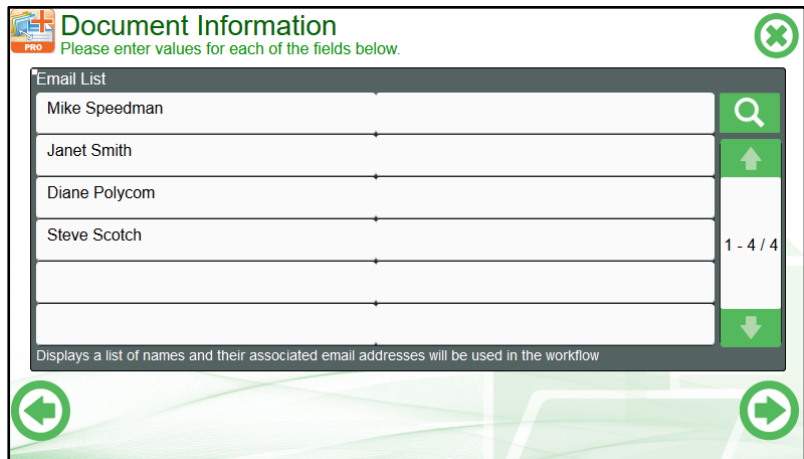 Document Information
PRO
Please enter values for each of the fields below.
Email List
Mike Speedman
Janet Smith
Diane Polycom
Steve Scotch
1 - 4 / 4
Displays a list of names and their associated email addresses will be used in the workflow